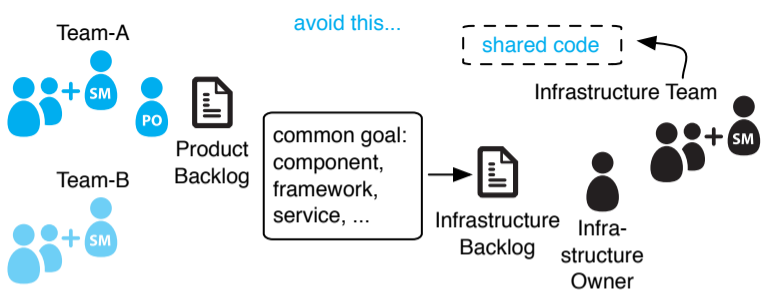 avoid this...
Team-A
SM
PO
Product
Backlog
Team-B
SM
common goal:
component,
framework,
service, ...
Infrastructure
Backlog
shared code
Infrastructure Team
SM
Infra-
structure
Owner